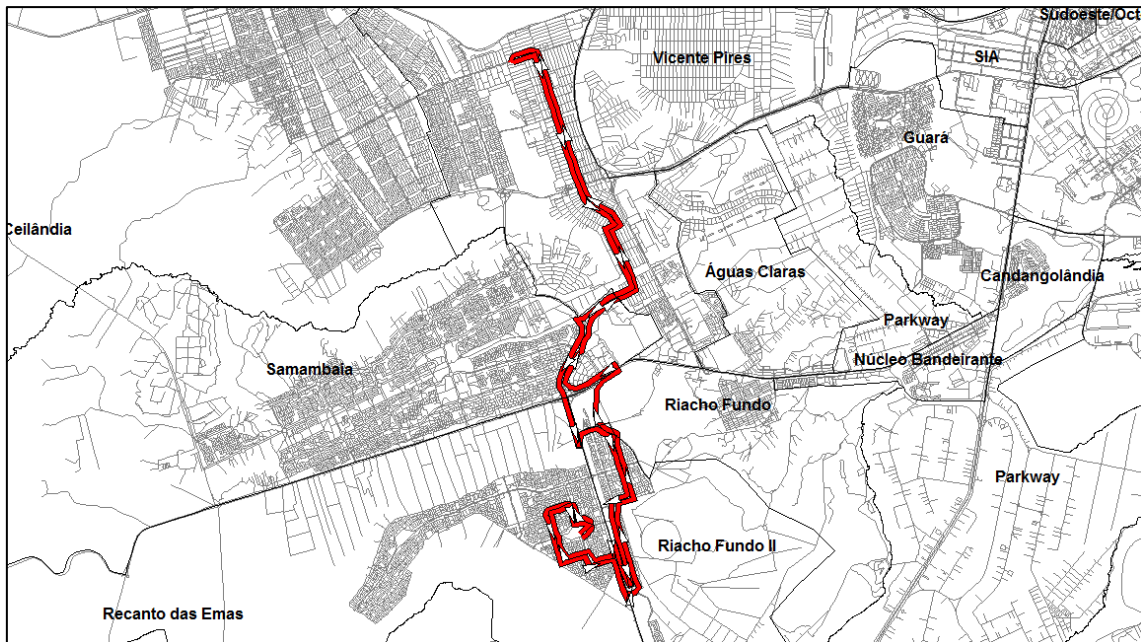 Sudoeste/Oct
Vicente Pires
SIA
Guará
Ceilândia
Águas Claras
Candangolândia
Parkway
Núcleo Bandeirante
Samambaia
Riacho Fundo
Parkway
Riacho Fundo II
Recanto das Emas